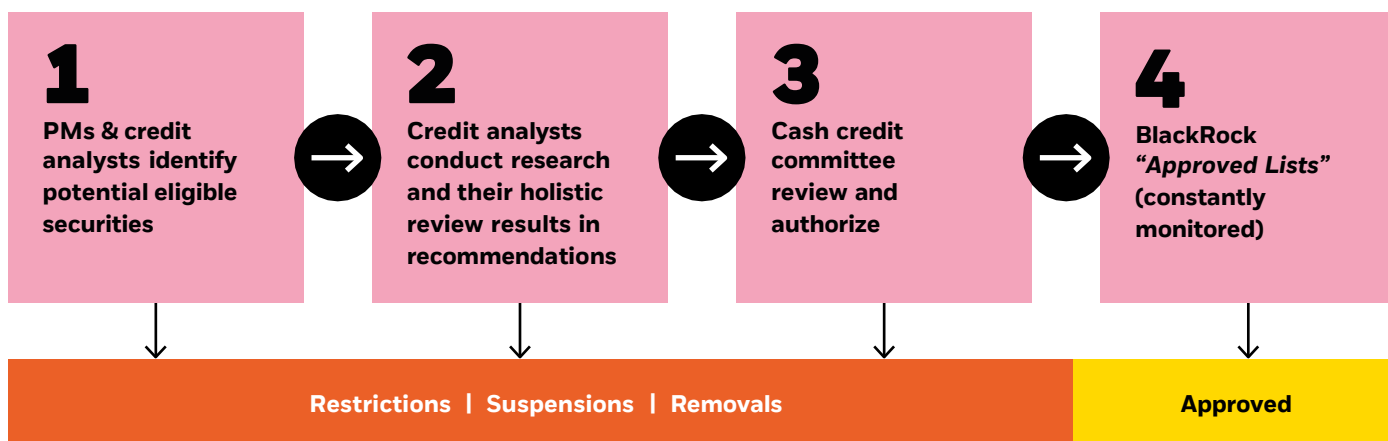 1
PMs & credit
analysts identify
potential eligible
securities
2
Credit analysts
conduct research
and their holistic
review results in
recommendations
3
Cash credit
committee
review and
authorize
4
BlackRock
“Approved Lists”
(constantly
monitored)
Restrictions | Suspensions | Removals
Approved